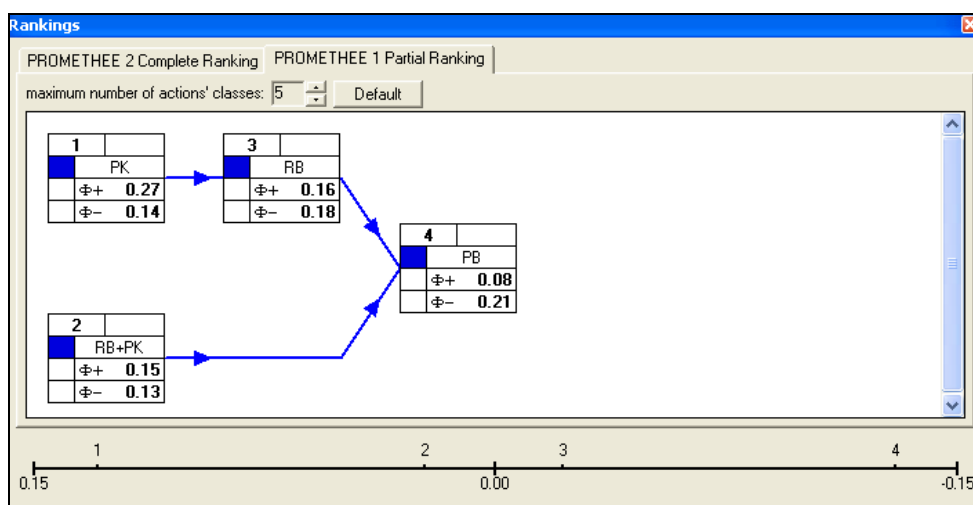 Rankings
PROMETHEE 2 Complete Ranking PROMETHEE 1 Partial Ranking
maximum number of actions' classes: 5 Default
1
PK
Φ+ 0.27
Φ− 0.14
3
RB
Φ+ 0.16
Φ− 0.18
4
PB
Φ+ 0.08
Φ− 0.21
2
RB+PK
Φ+ 0.15
Φ− 0.13
1 2 3 4
0.15 0.00 -0.15